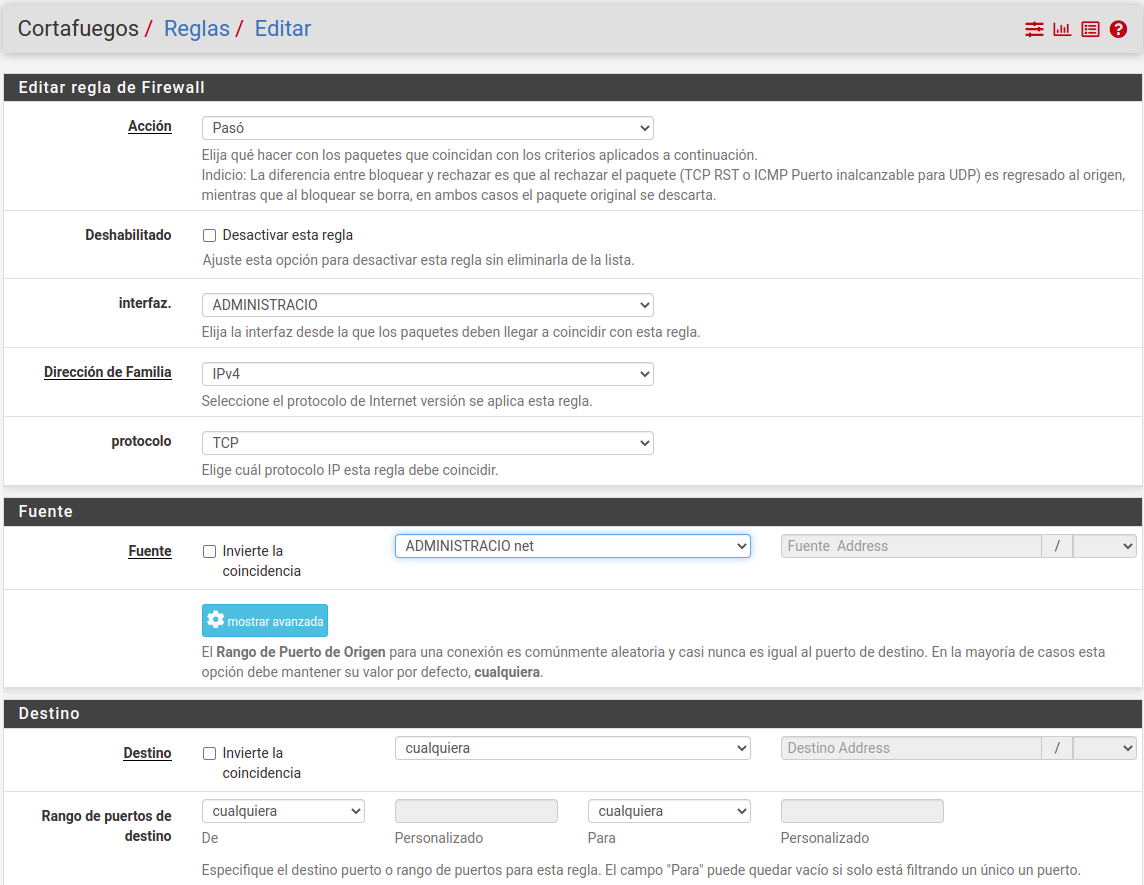 Cortafuegos / Reglas / Editar
Editar regla de Firewall
Acción
Pasó
Elija qué hacer con los paquetes que coincidan con los criterios aplicados a continuación.
Indicio: La diferencia entre bloquear y rechazar es que al rechazar el paquete (TCP RST o ICMP Puerto inalcanzable para UDP) es regresado al origen,
mientras que al bloquear se borra, en ambos casos el paquete original se descarta.
Deshabilitado
Desactivar esta regla
Ajuste esta opción para desactivar esta regla sin eliminarla de la lista.
interfaz.
ADMINISTRACIO
Elija la interfaz desde la que los paquetes deben llegar a coincidir con esta regla.
Dirección de Familia
IPv4
Seleccione el protocolo de Internet versión se aplica esta regla.
protocolo
TCP
Elige cuál protocolo IP esta regla debe coincidir.
Fuente
Fuente
Invierte la
coincidencia
ADMINISTRACIO net
Fuente Address
/
mostrar avanzada
El Rango de Puerto de Origen para una conexión es comúnmente aleatoria y casi nunca es igual al puerto de destino. En la mayoría de casos esta
opción debe mantener su valor por defecto, cualquiera.
Destino
Destino
Invierte la
coincidencia
cualquiera
Destino Address
/
Rango de puertos de
destino
cualquiera
De
Personalizado
cualquiera
Para
Personalizado
Especifique el destino puerto o rango de puertos para esta regla. El campo "Para" puede quedar vacío si solo está filtrando un único un puerto.